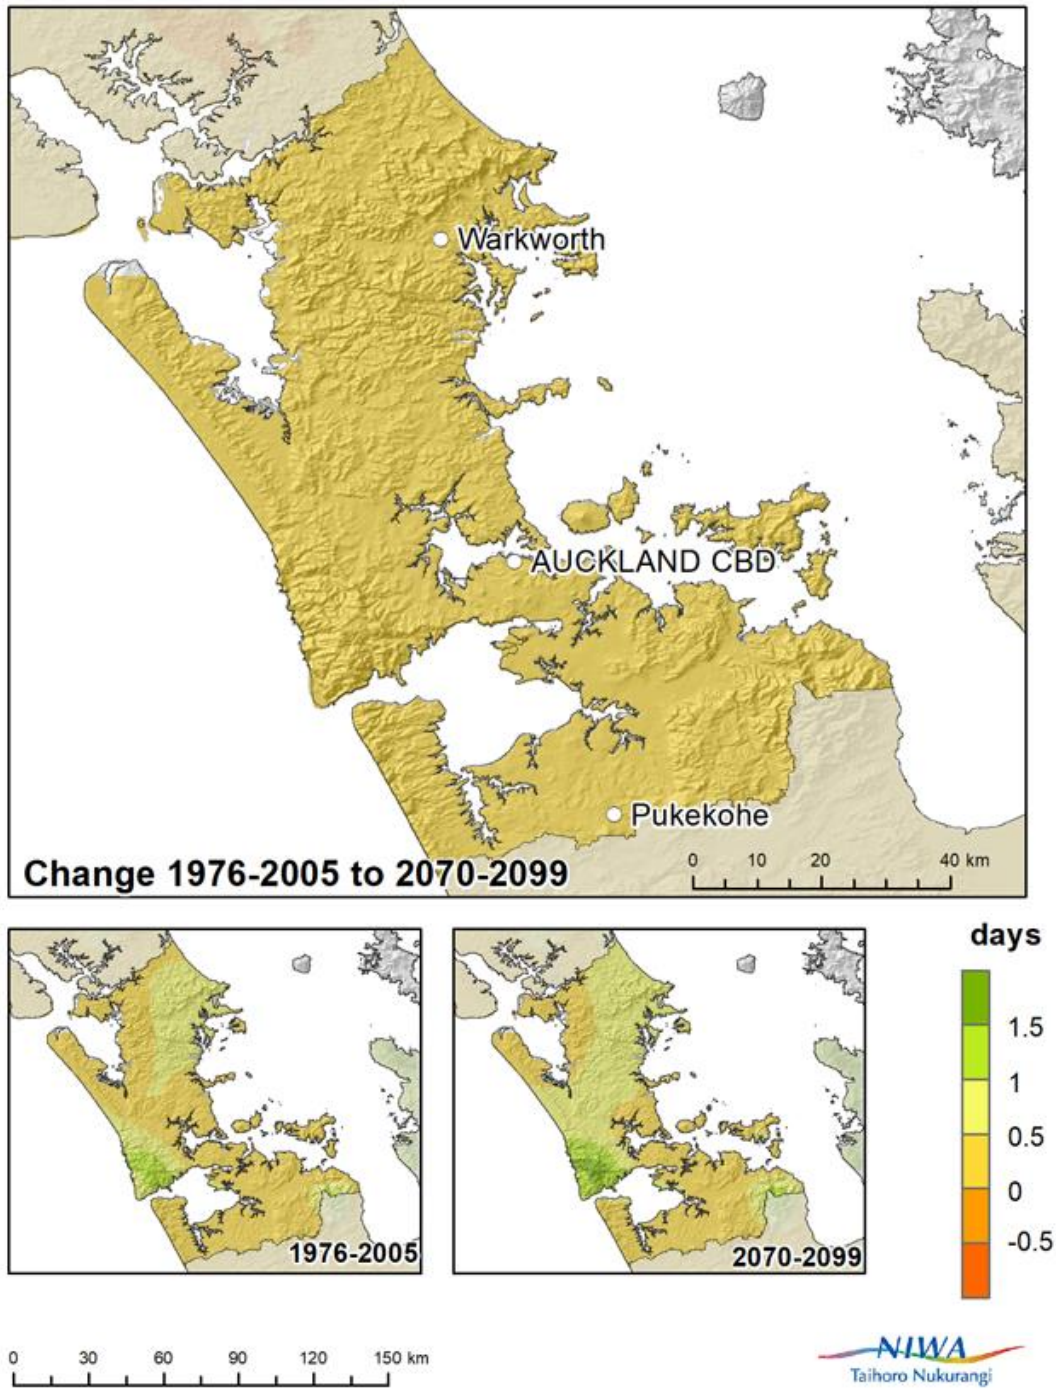 Warkworth
AUCKLAND CBD
Pukekohe
Change 1976-2005 to 2070-2099
0 10 20 40 km
1976-2005
2070-2099
days
1.5
1
0.5
0
-0.5
0 30 60 90 120 150 km
NIWA
Taihoro Nukurangi